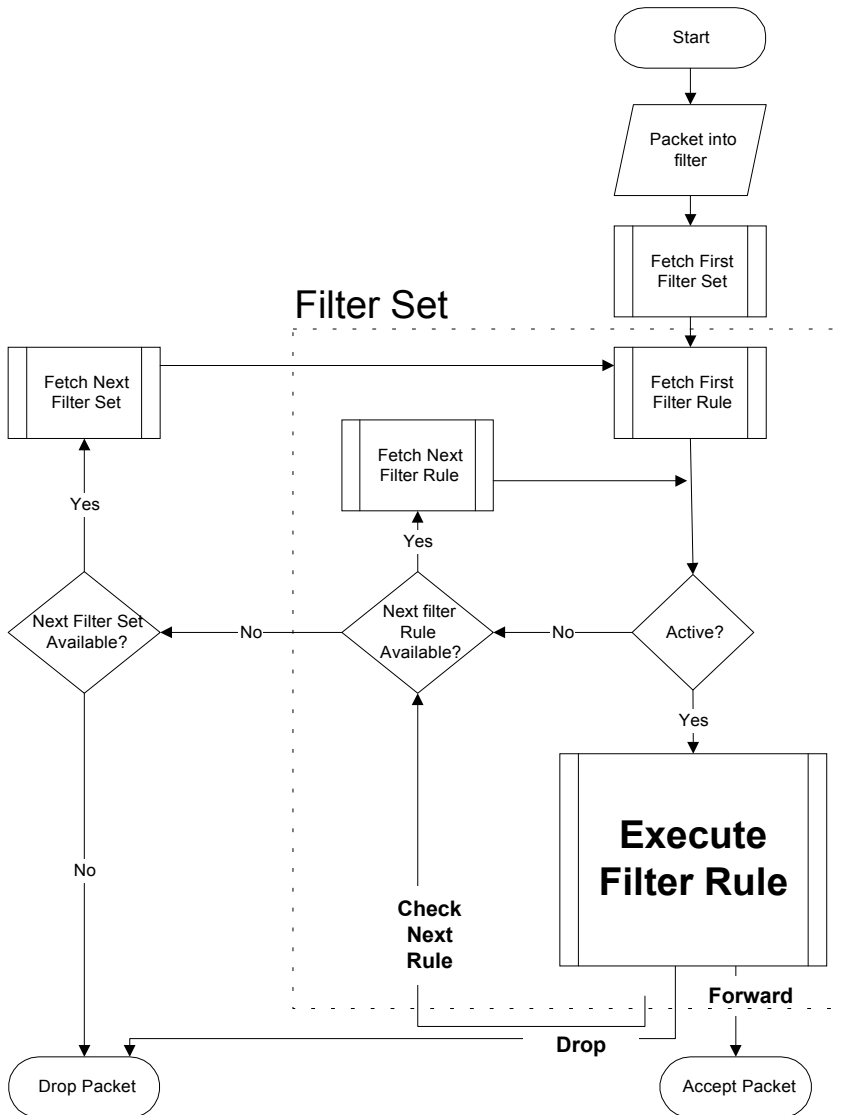 Start
Packet into
filter
Fetch First
Filter Set
Filter Set
Fetch Next
Filter Set
Fetch First
Filter Rule
Fetch Next
Filter Rule
Yes
Yes
Next Filter Set
Available?
No
Next filter
Rule
Available?
No
Active?
Yes
Execute
Filter Rule
No
Check
Next
Rule
Forward
Drop
Drop Packet
Accept Packet